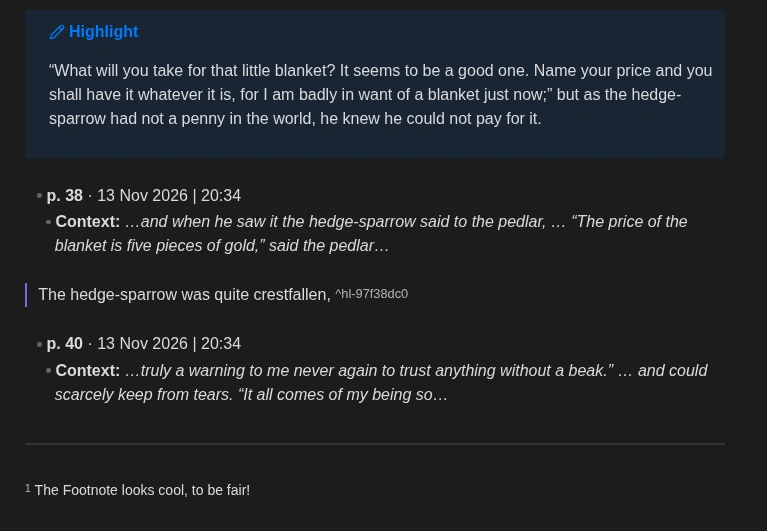 Highlight
“What will you take for that little blanket? It seems to be a good one. Name your price and you
shall have it whatever it is, for I am badly in want of a blanket just now;” but as the hedge-
sparrow had not a penny in the world, he knew he could not pay for it.
• p. 38 · 13 Nov 2026 | 20:34
• Context: …and when he saw it the hedge-sparrow said to the pedlar, … “The price of the
blanket is five pieces of gold,” said the pedlar…
The hedge-sparrow was quite crestfallen, ^hl-97f38dc0
• p. 40 · 13 Nov 2026 | 20:34
• Context: …truly a warning to me never again to trust anything without a beak.” … and could
scarcely keep from tears. “It all comes of my being so…
1 The Footnote looks cool, to be fair!